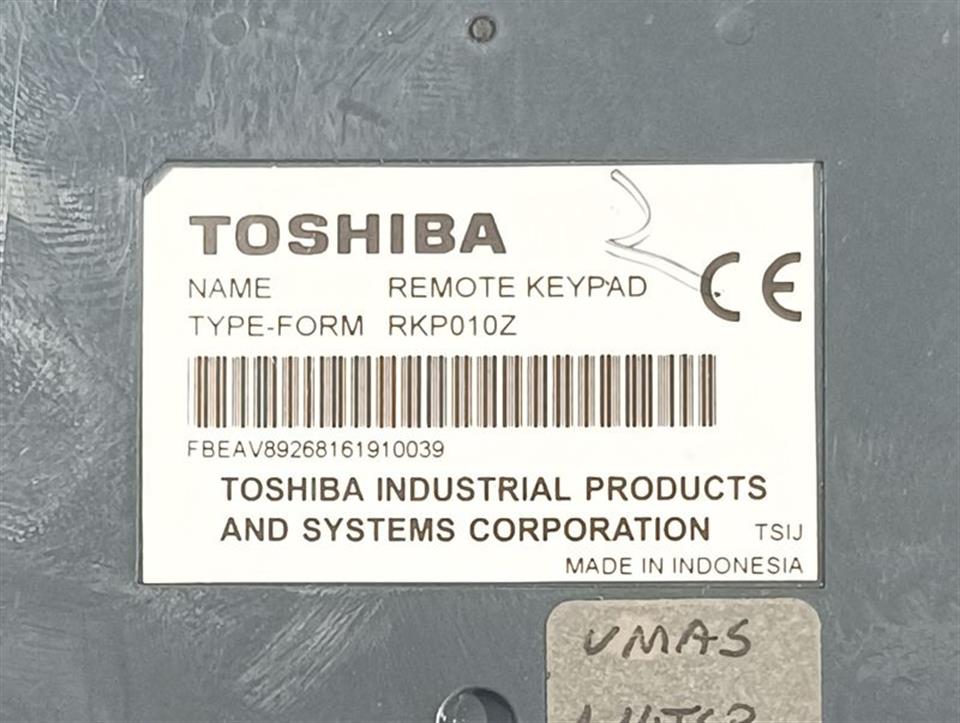 TOSHIBA
NAME REMOTE KEYPAD
TYPE-FORM RKP010Z
CE
FBEAV89268161910039
TOSHIBA INDUSTRIAL PRODUCTS
AND SYSTEMS CORPORATION TSIJ
MADE IN INDONESIA
VMAS